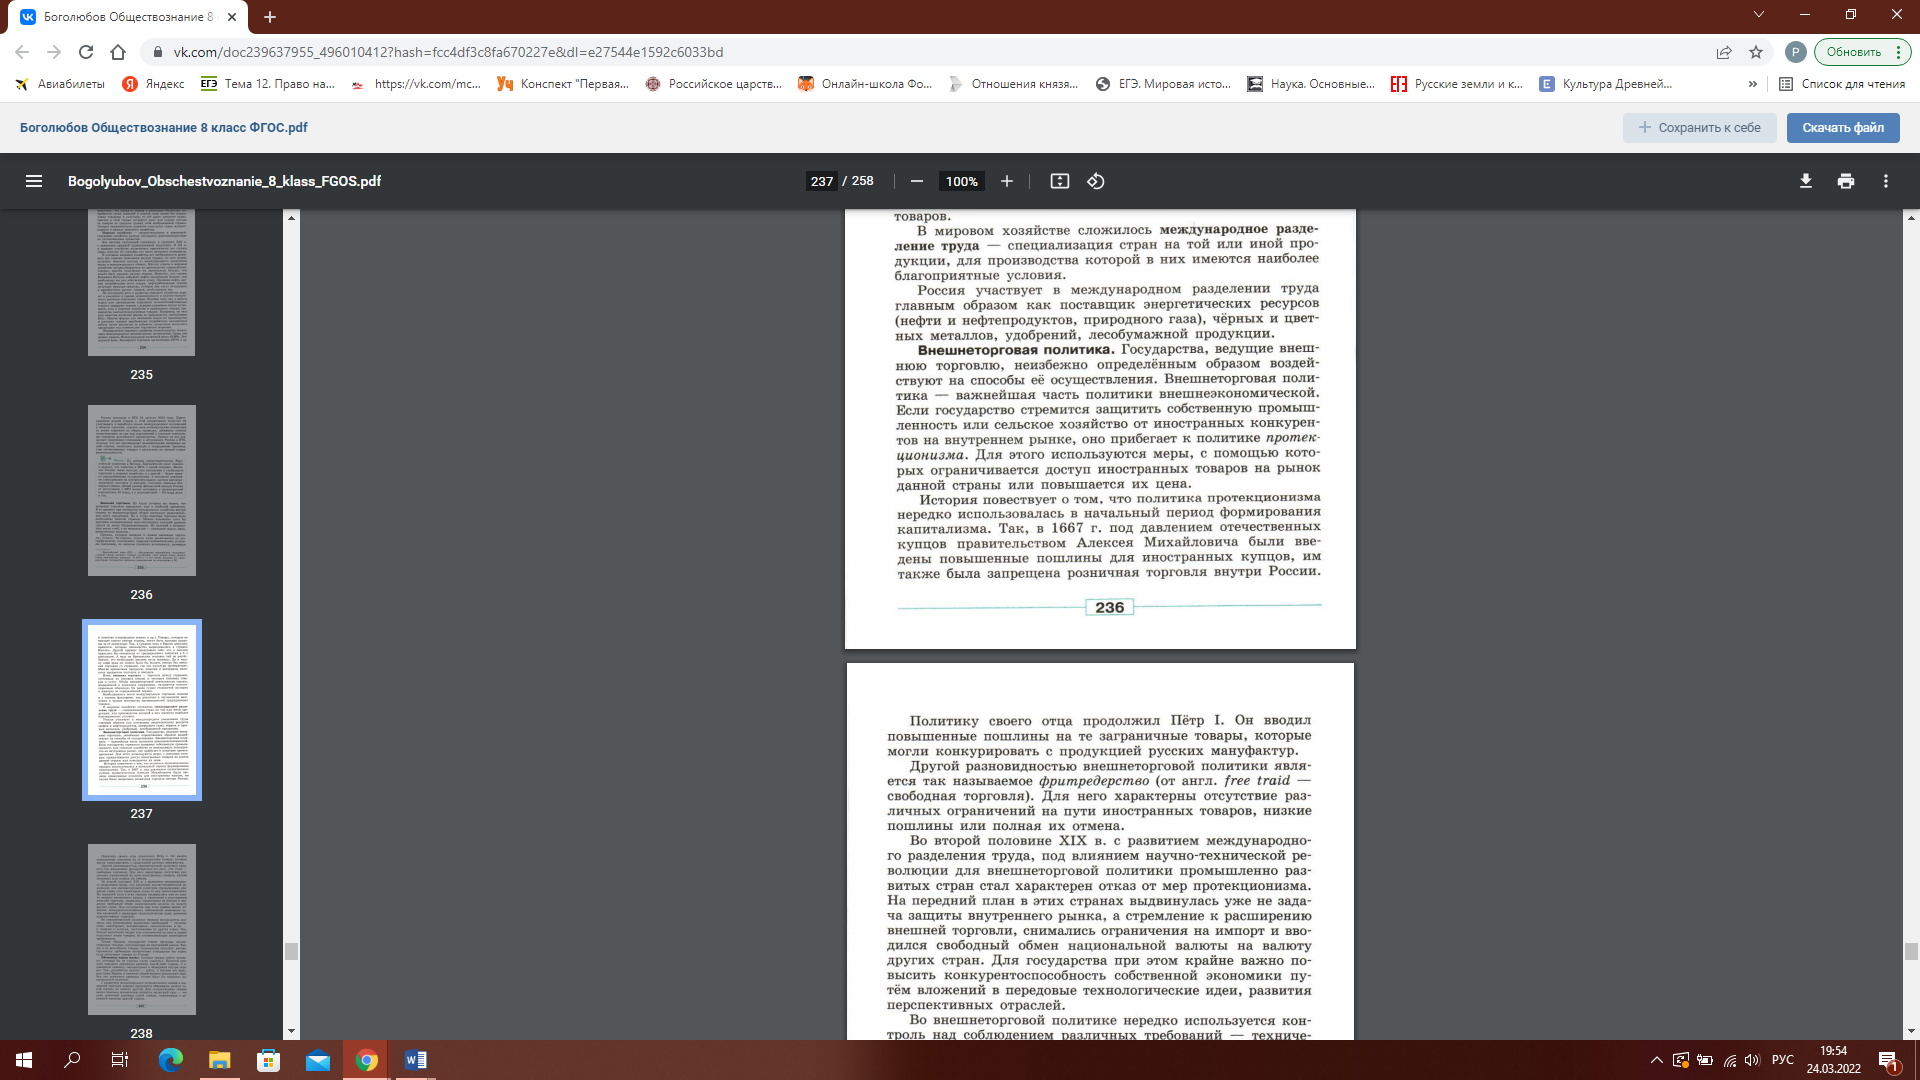 Боголюбов Обществознание 8
vk.com/doc239637955_496010412?hash=fcc4df3c8fa670227e&dl=e27544e1592c6033bd
P
Обновить
Авиабилеты
Яндекс
ЕГЭ Тема 12. Право на...
https://vk.com/mc...
Уч Конспект "Первая...
Российское царств...
Онлайн-школа Фо...
Отношения князя...
ЕГЭ. Мировая исто...
Наука. Основные...
Русские земли и к...
Культура Древней...
»
Список для чтения
Боголюбов Обществознание 8 класс ФГОС.pdf
Сохранить к себе
Скачать файл
Bogolyubov_Obschestvoznanie_8_klass_FGOS.pdf
237 / 258
100%
235
236
237
238
товаров.
В мировом хозяйстве сложилось международное разде-
ление труда — специализация стран на той или иной про-
дукции, для производства которой в них имеются наиболее
благоприятные условия.
Россия участвует в международном разделении труда
главным образом как поставщик энергетических ресурсов
(нефти и нефтепродуктов, природного газа), чёрных и цвет-
ных металлов, удобрений, лесобумажной продукции.
Внешнеторговая политика. Государства, ведущие внеш-
нюю торговлю, неизбежно определённым образом воздей-
ствуют на способы её осуществления. Внешнеторговая поли-
тика — важнейшая часть политики внешнеэкономической.
Если государство стремится защитить собственную промыш-
ленность или сельское хозяйство от иностранных конкурен-
тов на внутреннем рынке, оно прибегает к политике протек-
ционизма. Для этого используются меры, с помощью кото-
рых ограничивается доступ иностранных товаров на рынок
данной страны или повышается их цена.
История повествует о том, что политика протекционизма
нередко использовалась в начальный период формирования
капитализма. Так, в 1667 г. под давлением отечественных
купцов правительством Алексея Михайловича были вве-
дены повышенные пошлины для иностранных купцов, им
также была запрещена розничная торговля внутри России.
236
Политику своего отца продолжил Пётр I. Он вводил
повышенные пошлины на те заграничные товары, которые
могли конкурировать с продукцией русских мануфактур.
Другой разновидностью внешнеторговой политики явля-
ется так называемое фритредерство (от англ. free traid —
свободная торговля). Для него характерны отсутствие раз-
личных ограничений на пути иностранных товаров, низкие
пошлины или полная их отмена.
Во второй половине XIX в. с развитием международно-
го разделения труда, под влиянием научно-технической ре-
волюции для внешнеторговой политики промышленно раз-
витых стран стал характерен отказ от мер протекционизма.
На передний план в этих странах выдвинулась уже не зада-
ча защиты внутреннего рынка, а стремление к расширению
внешней торговли, снимались ограничения на импорт и вво-
дился свободный обмен национальной валюты на валюту
других стран. Для государства при этом крайне важно по-
высить конкурентоспособность собственной экономики пу-
тём вложений в передовые технологические идеи, развития
перспективных отраслей.
Во внешнеторговой политике нередко используется кон-
троль над соблюдением различных требований — техниче-
РУС
19:54
24.03.2022
1